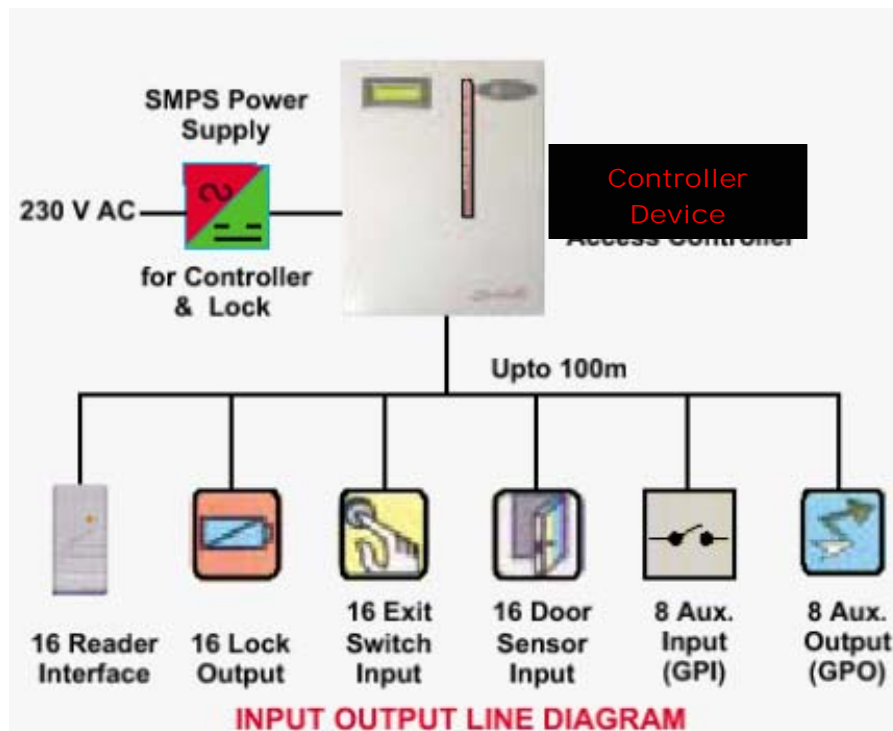 SMPS Power
Supply
230 V AC
for Controller
& Lock
Controller
Device
Access Controller
Upto 100m
16 Reader
Interface
16 Lock
Output
16 Exit
Switch
Input
16 Door
Sensor
Input
8 Aux.
Input
(GPI)
8 Aux.
Output
(GPO)
INPUT OUTPUT LINE DIAGRAM